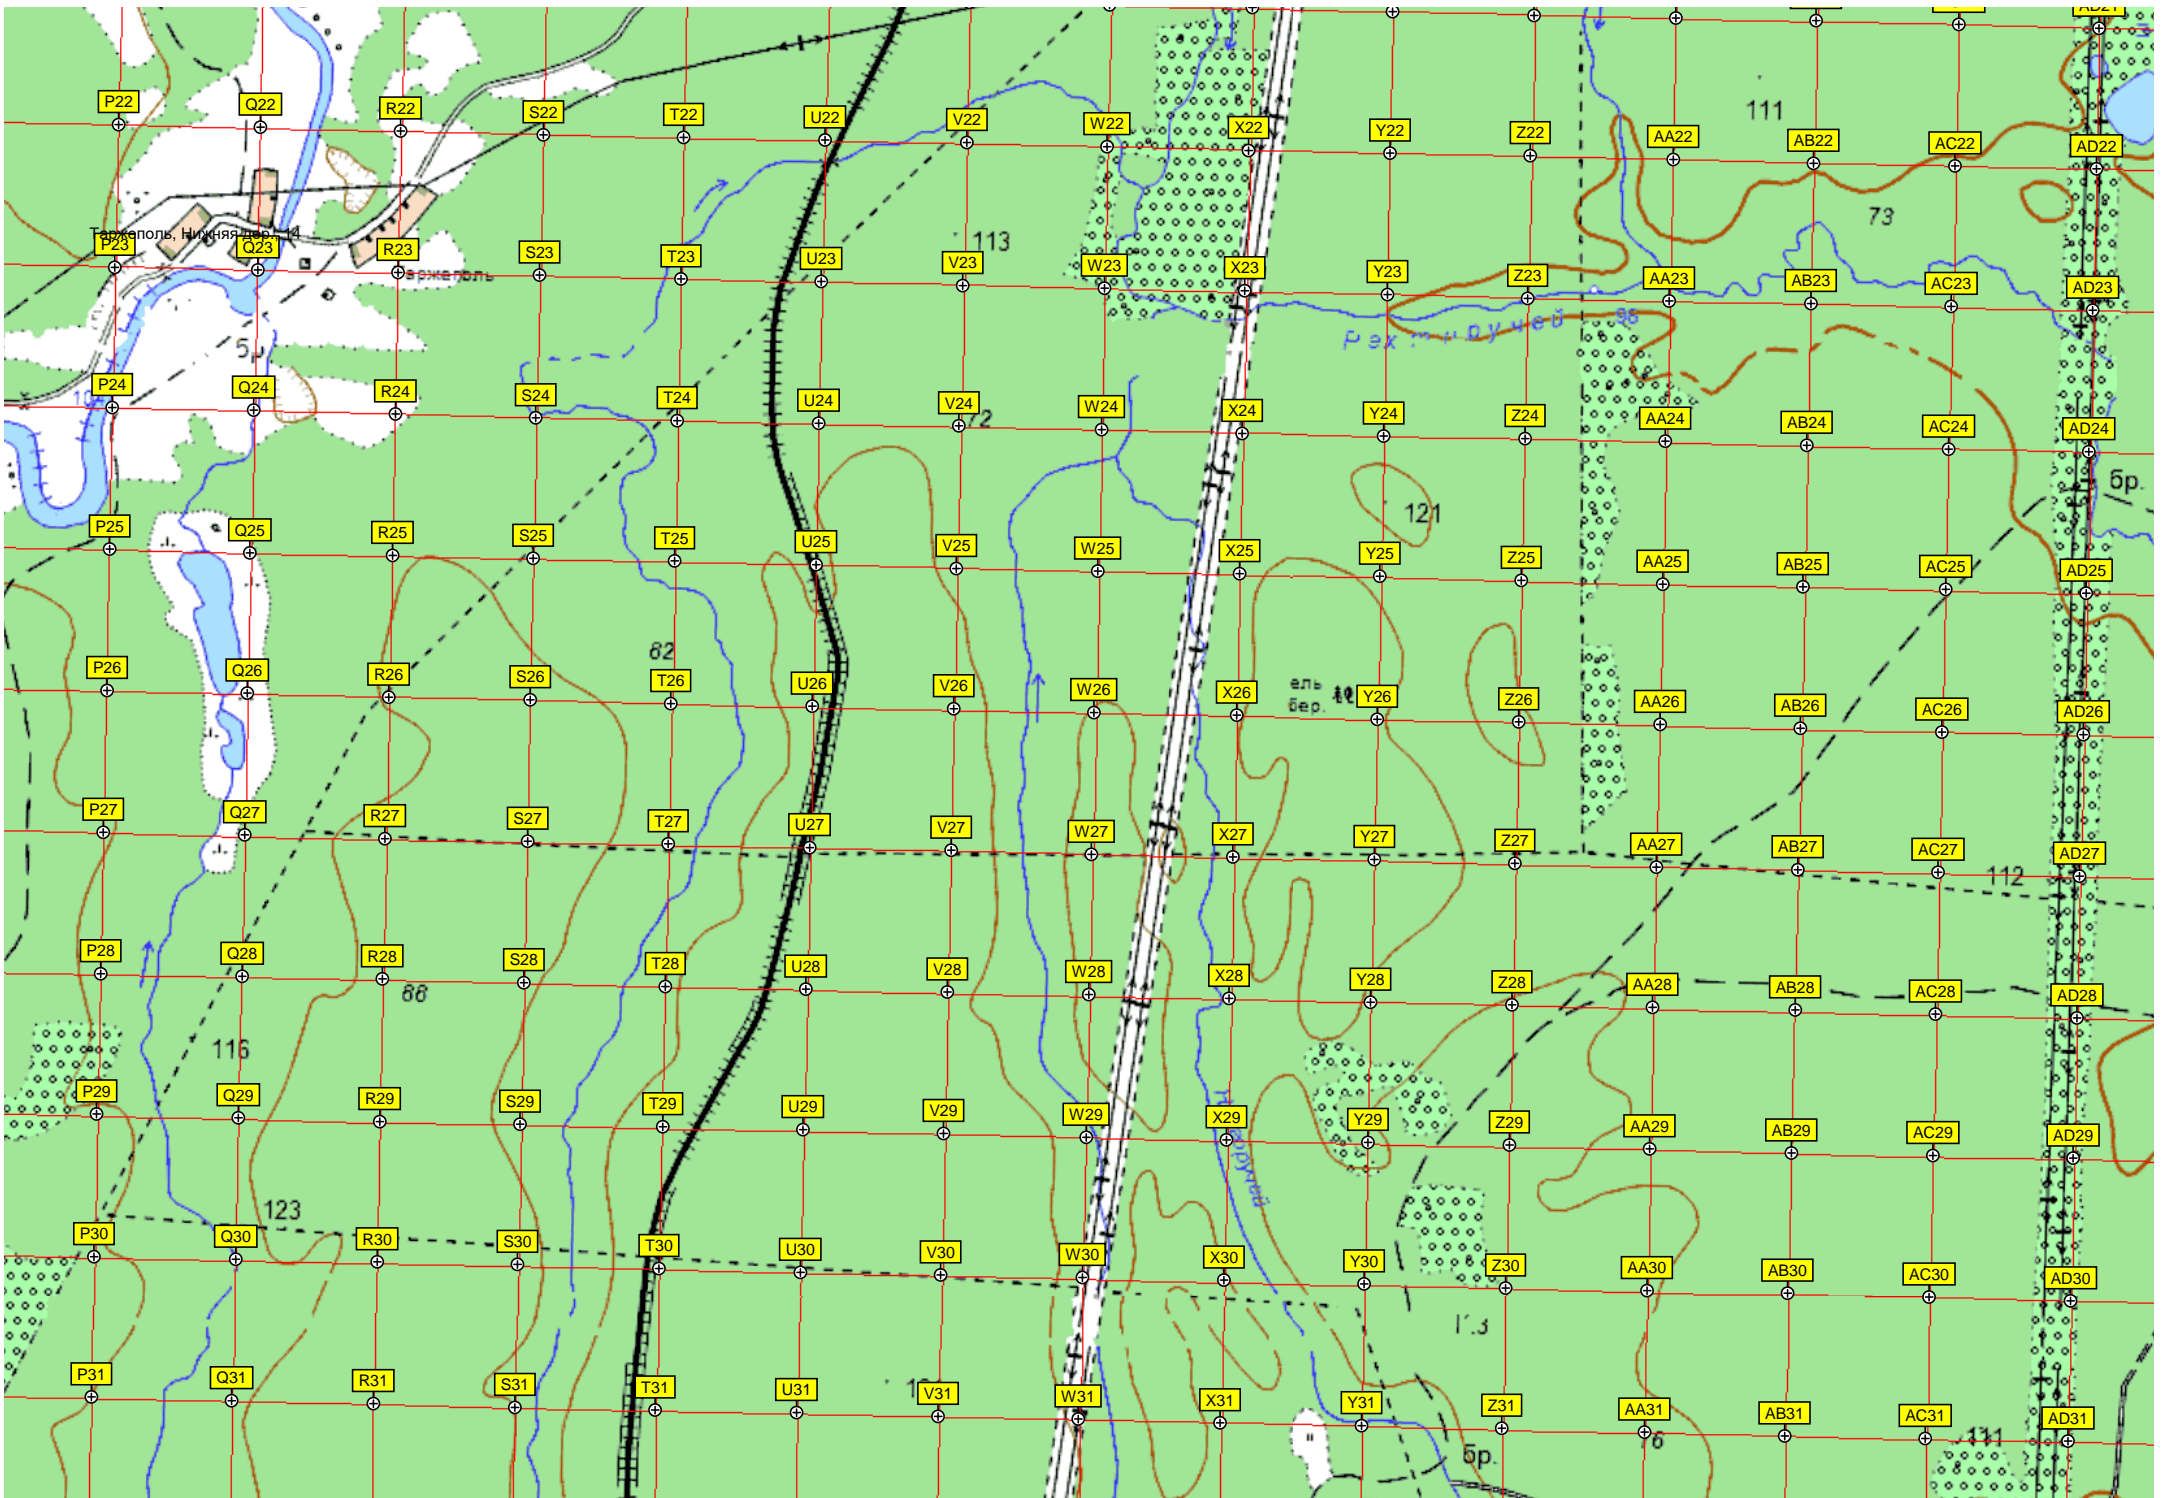 AD21
111
P22 Q22 R22 S22 T22 U22 V22 W22 X22 Y22 Z22 AA22 AB22 AC22 AD22
73
Таржеполь, Нижняя дер., 14
113
P23 Q23 R23 S23 T23 U23 V23 W23 X23 Y23 Z23 AA23 AB23 AC23 AD23
98
P24 Q24 R24 S24 T24 U24 V24 W24 X24 Y24 Z24 AA24 AB24 AC24 AD24
72
бр.
121
P25 Q25 R25 S25 T25 U25 V25 W25 X25 Y25 Z25 AA25 AB25 AC25 AD25
82
P26 Q26 R26 S26 T26 U26 V26 W26 X26 Y26 Z26 AA26 AB26 AC26 AD26
ель
бер.
P27 Q27 R27 S27 T27 U27 V27 W27 X27 Y27 Z27 AA27 AB27 AC27 AD27
112
P28 Q28 R28 S28 T28 U28 V28 W28 X28 Y28 Z28 AA28 AB28 AC28 AD28
88
116
P29 Q29 R29 S29 T29 U29 V29 W29 X29 Y29 Z29 AA29 AB29 AC29 AD29
123
P30 Q30 R30 S30 T30 U30 V30 W30 X30 Y30 Z30 AA30 AB30 AC30 AD30
P31 Q31 R31 S31 T31 U31 V31 W31 X31 Y31 Z31 AA31 AB31 AC31 AD31
76
111
бр.